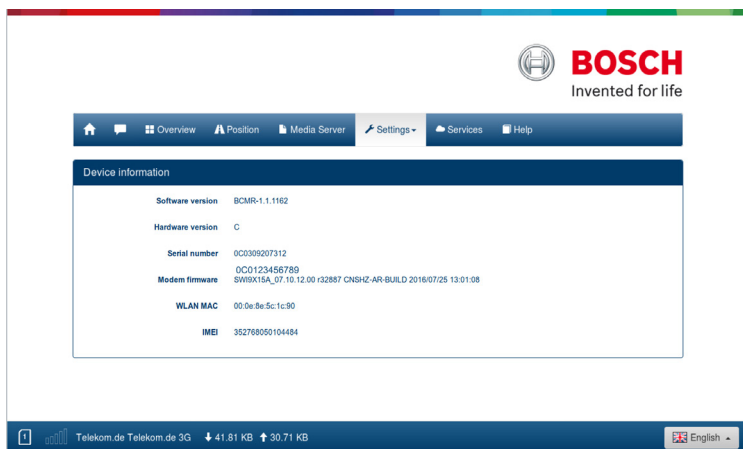 BOSCH
Invented for life
Overview Position Media Server Settings Services Help
Device information
Software version BCMR-1.1.1162
Hardware version C
Serial number 0C0309207312
0C0123456789
Modem firmware SWI9X15A_07.10.12.00 r32887 CNSHZ-AR-BUILD 2016/07/25 13:01:08
WLAN MAC 00:0e:8e:5c:1c:90
IMEI 352768050104484
1 Telekom.de Telekom.de 3G 41.81 KB 30.71 KB English